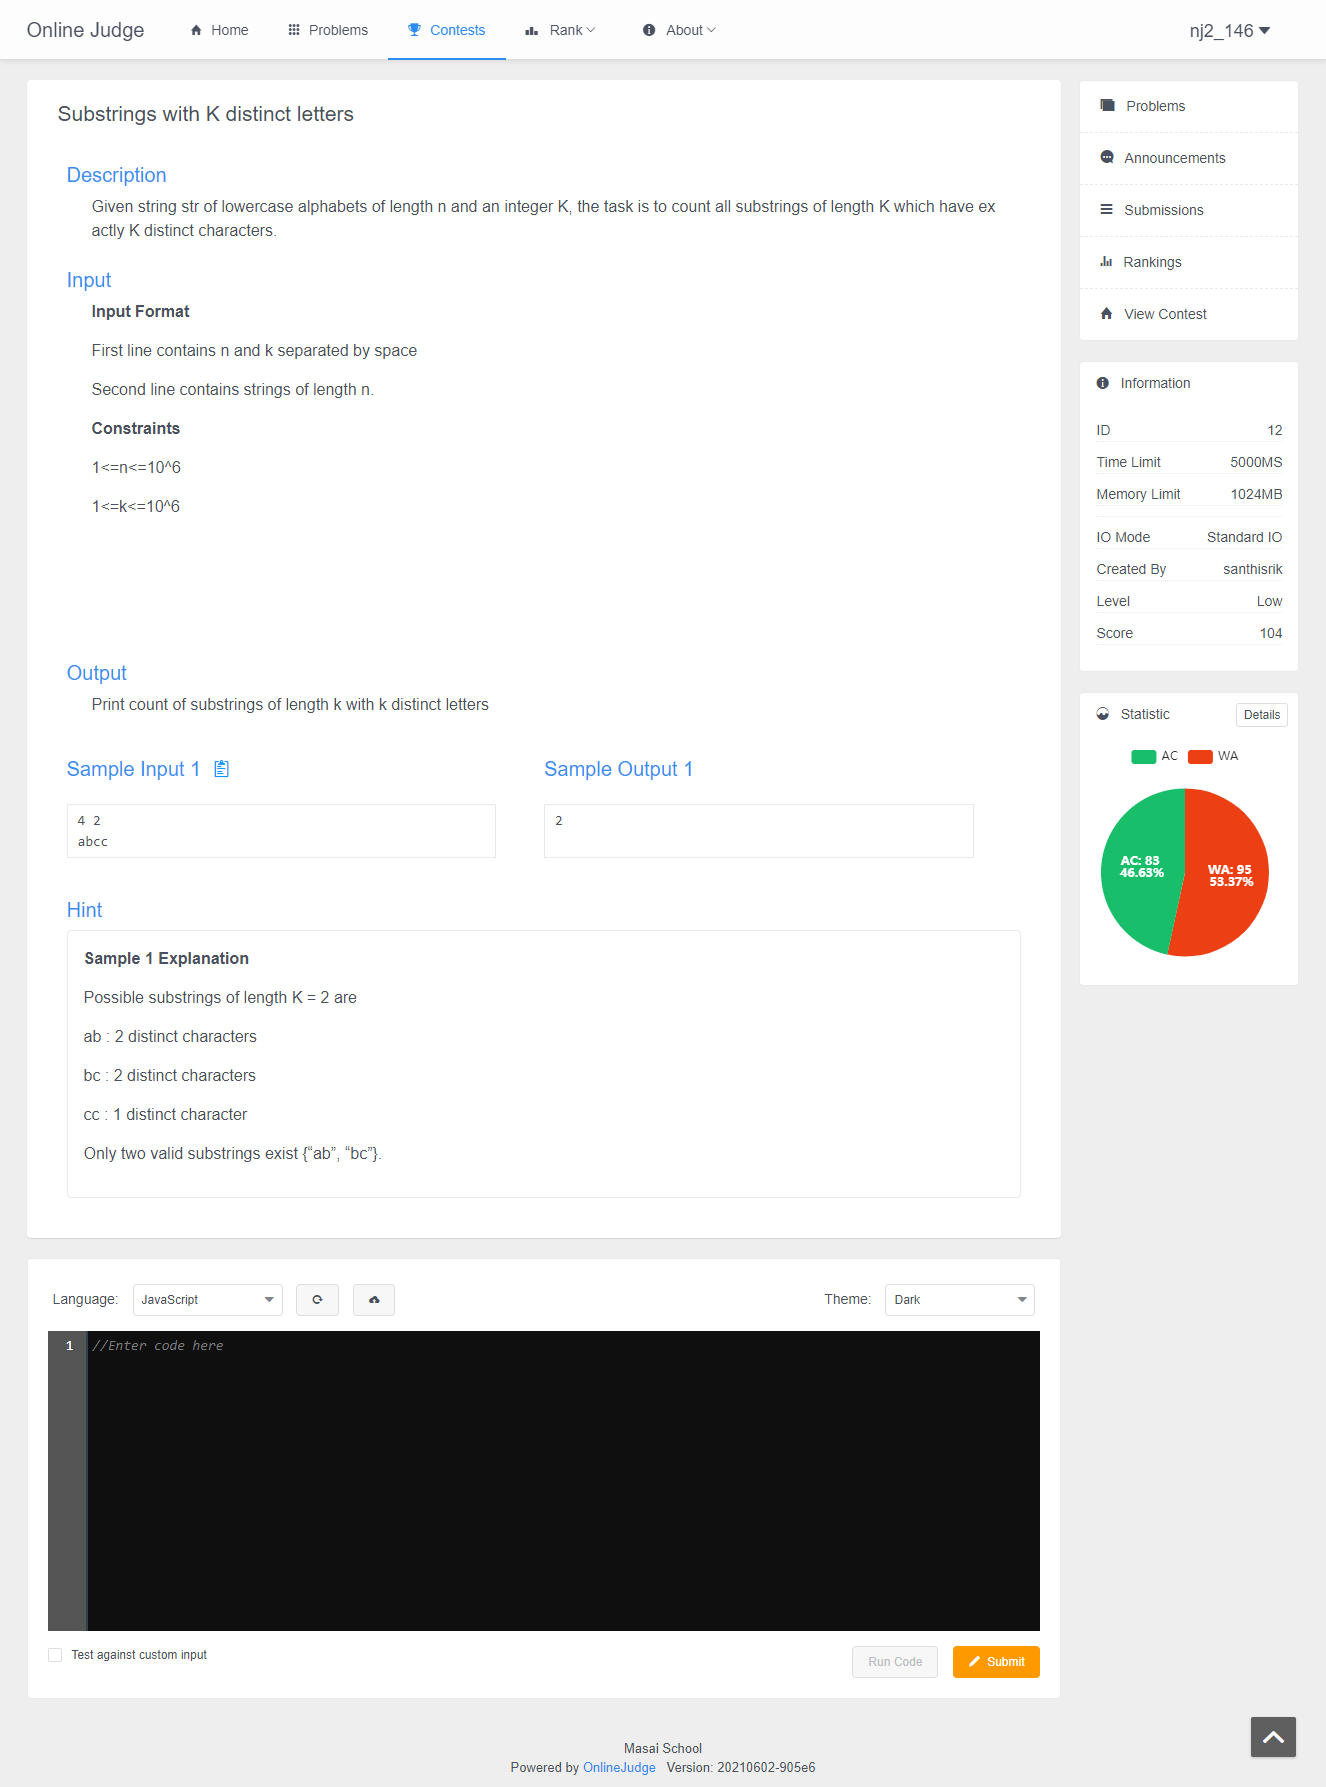 Online Judge
Home
Problems
Contests
Rank
About
nj2_146
Substrings with K distinct letters
Description
Given string str of lowercase alphabets of length n and an integer K, the task is to count all substrings of length K which have ex
actly K distinct characters.
Input
Input Format
First line contains n and k separated by space
Second line contains strings of length n.
Constraints
1<=n<=10^6
1<=k<=10^6
Output
Print count of substrings of length k with k distinct letters
Sample Input 1
4 2
abcc
Sample Output 1
2
Hint
Sample 1 Explanation
Possible substrings of length K = 2 are
ab : 2 distinct characters
bc : 2 distinct characters
cc : 1 distinct character
Only two valid substrings exist {“ab”, “bc”}.
Language:
JavaScript
Theme:
Dark
1
//Enter code here
Test against custom input
Run Code
Submit
Problems
Announcements
Submissions
Rankings
View Contest
Information
ID 12
Time Limit 5000MS
Memory Limit 1024MB
IO Mode Standard IO
Created By santhisrik
Level Low
Score 104
Statistic
Details
AC WA
AC: 83
46.63%
WA: 95
53.37%
Masai School
Powered by OnlineJudge Version: 20210602-905e6